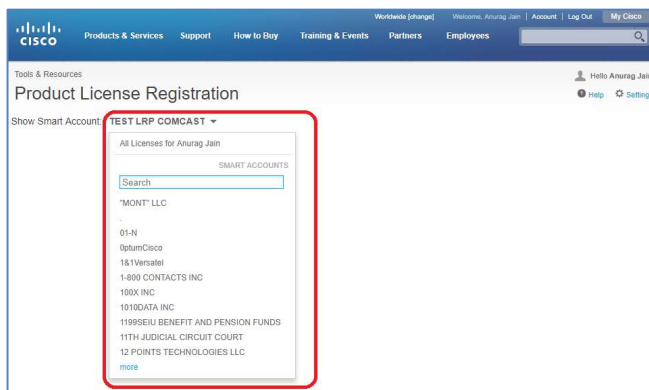 Worldwide [change] Welcome, Anurag Jain | Account | Log Out My Cisco
CISCO Products & Services Support How to Buy Training & Events Partners Employees
Tools & Resources
Hello Anurag Jain
Product License Registration
Help Setting
Show Smart Account: TEST LRP COMCAST
All Licenses for Anurag Jain
SMART ACCOUNTS
Search
"MONT" LLC
.
01-N
0ptumCisco
1&1Versatel
1-800 CONTACTS INC
100X INC
1010DATA INC
1199SEIU BENEFIT AND PENSION FUNDS
11TH JUDICIAL CIRCUIT COURT
12 POINTS TECHNOLOGIES LLC
more